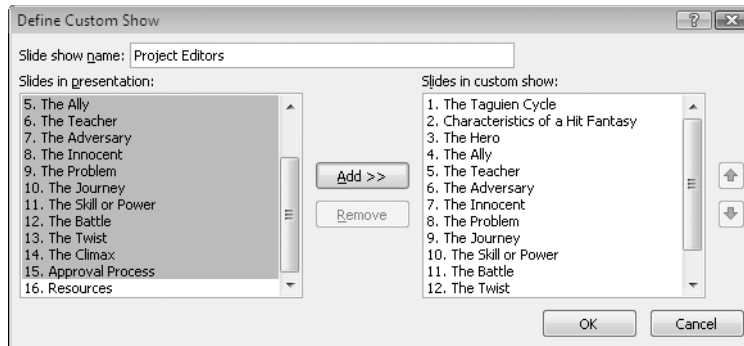 Define Custom Show
Slide show name: Project Editors
Slides in presentation:
5. The Ally
6. The Teacher
7. The Adversary
8. The Innocent
9. The Problem
10. The Journey
11. The Skill or Power
12. The Battle
13. The Twist
14. The Climax
15. Approval Process
16. Resources
Add >>
Remove
Slides in custom show:
1. The Taguien Cycle
2. Characteristics of a Hit Fantasy
3. The Hero
4. The Ally
5. The Teacher
6. The Adversary
7. The Innocent
8. The Problem
9. The Journey
10. The Skill or Power
11. The Battle
12. The Twist
OK
Cancel